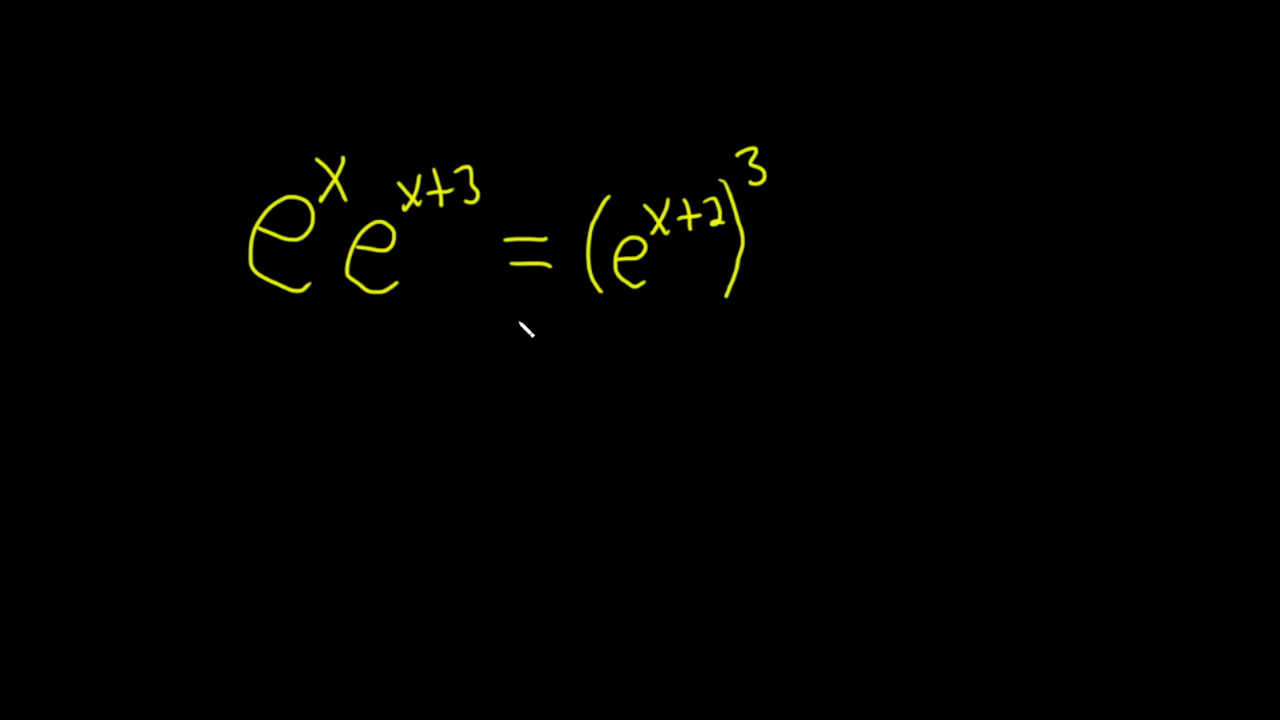 e^x e^{x+3} = (e^{x+2})^3